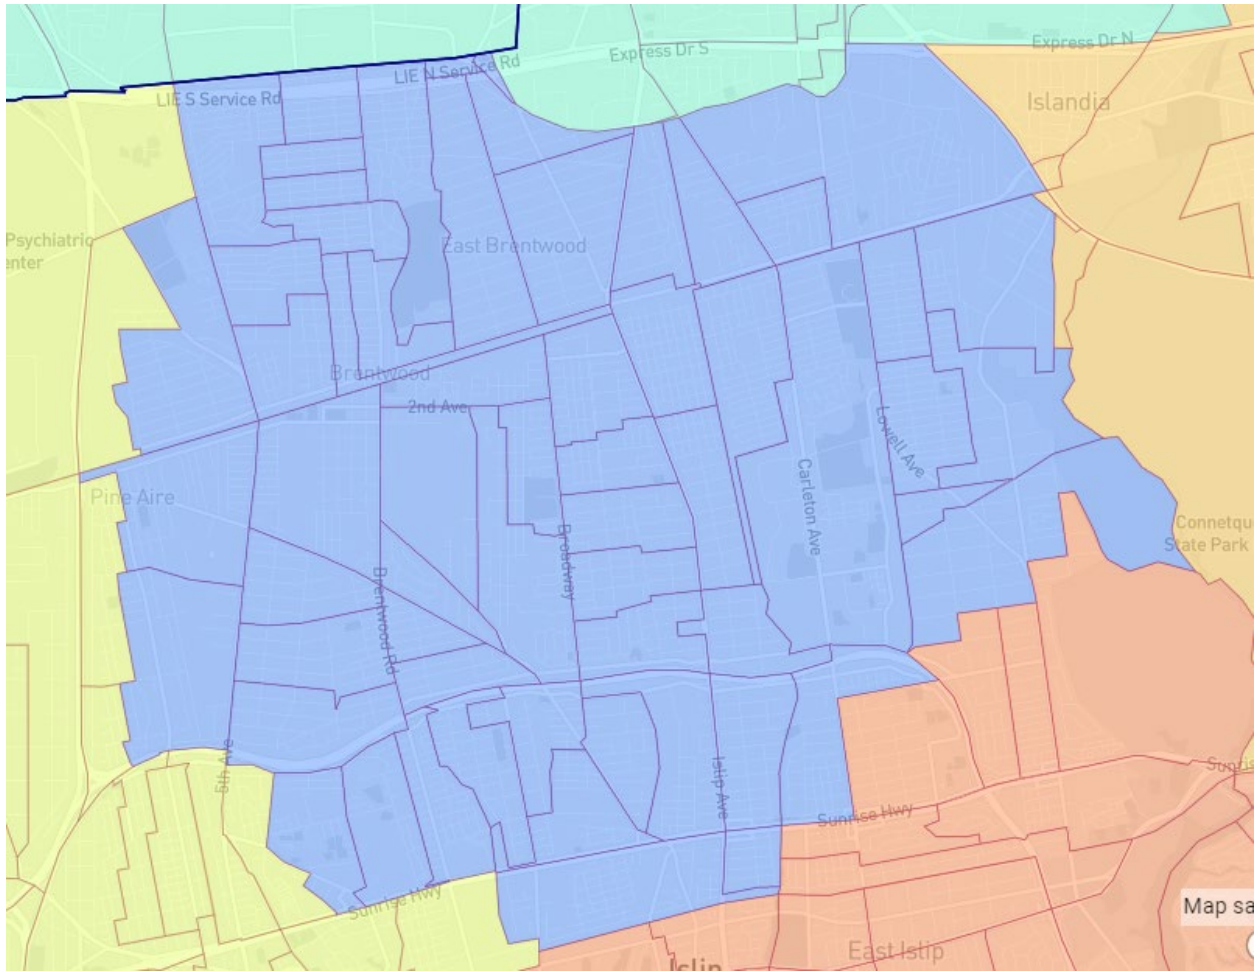 Express Dr S
Express Dr N
LIE N Service Rd
LIE S Service Rd
Islandia
Psychiatric
enter
East Brentwood
Brentwood
2nd Ave
Lowell Ave
Pine Aire
Carleton Ave
Connetqu
State Park
Broadway
Brentwood Rd
5th Ave
Islip Ave
Sunris
Sunrise Hwy
Sunrise Hwy
Map sa
East Islip
Islip